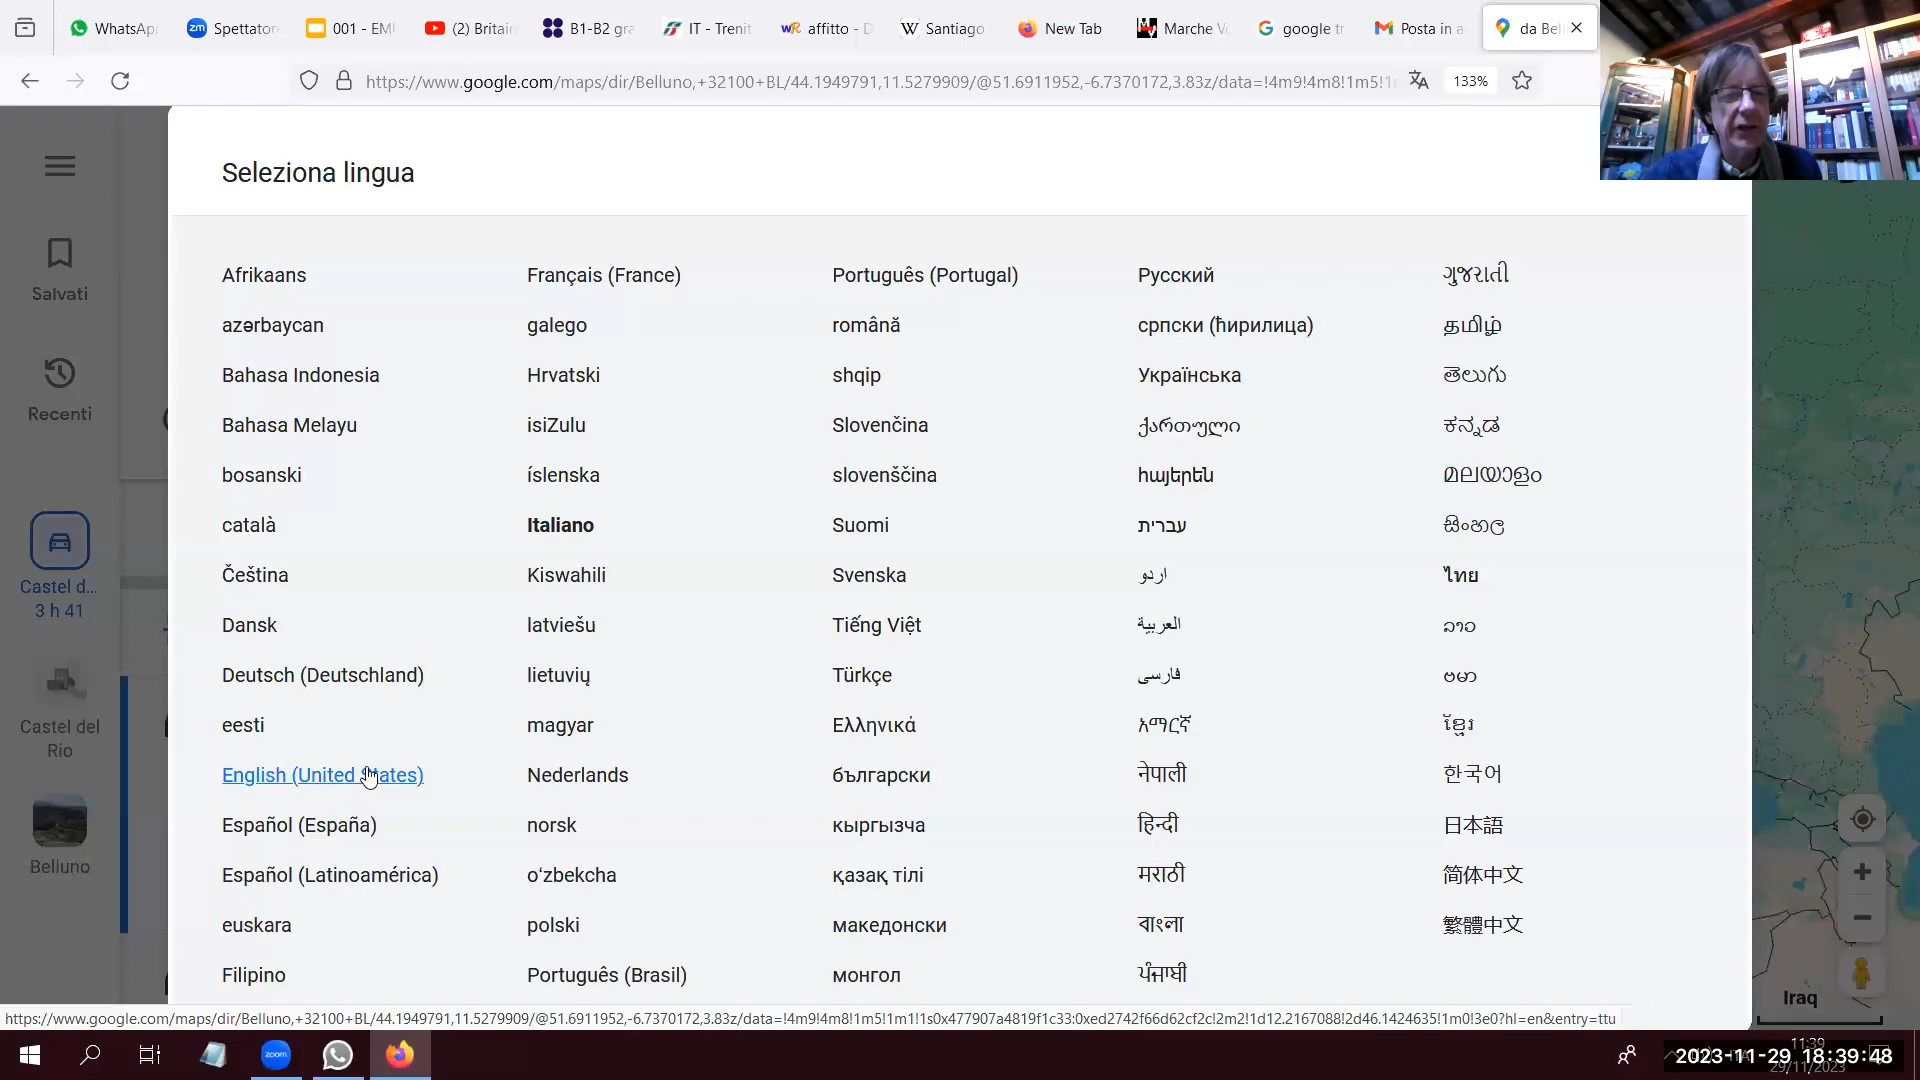 WhatsAp
Spettator
001 - EM
(2) Britain
B1-B2 gra
IT - Trenit
affitto - D
Santiago
New Tab
Marche Vo
google tr
Posta in a
da Bel
https://www.google.com/maps/dir/Belluno,+32100+BL/44.1949791,11.5279909/@51.6911952,-6.7370172,3.83z/data=!4m9!4m8!1m5!1m
133%
Seleziona lingua
Salvati
Recenti
Castel d...
3 h 41
Castel del
Rio
Belluno
Afrikaans
azərbaycan
Bahasa Indonesia
Bahasa Melayu
bosanski
català
Čeština
Dansk
Deutsch (Deutschland)
eesti
English (United States)
Español (España)
Español (Latinoamérica)
euskara
Filipino
Français (France)
galego
Hrvatski
isiZulu
íslenska
Italiano
Kiswahili
latviešu
lietuvių
magyar
Nederlands
norsk
o‘zbekcha
polski
Português (Brasil)
Português (Portugal)
română
shqip
Slovenčina
slovenščina
Suomi
Svenska
Tiếng Việt
Türkçe
Ελληνικά
български
кыргызча
қазақ тілі
македонски
монгол
Русский
српски (ћирилица)
Українська
ქართული
հայերեն
עברית
اردو
العربية
فارسی
አማርኛ
नेपाली
हिन्दी
मराठी
বাংলা
ਪੰਜਾਬੀ
ગુજરાતી
தமிழ்
తెలుగు
ಕನ್ನಡ
മലയാളം
සිංහල
ไทย
ລາວ
ဗမာ
ខ្មែរ
한국어
日本語
简体中文
繁體中文
Iraq
https://www.google.com/maps/dir/Belluno,+32100+BL/44.1949791,11.5279909/@51.6911952,-6.7370172,3.83z/data=!4m9!4m8!1m5!1m1!1s0x477907a4819f1c33:0xed2742f66d62cf2c!2m2!1d12.2167088!2d46.1424635!1m0!3e0?hl=en&entry=ttu
zoom
11:39
2023-11-29 18:39:48
29/11/2023